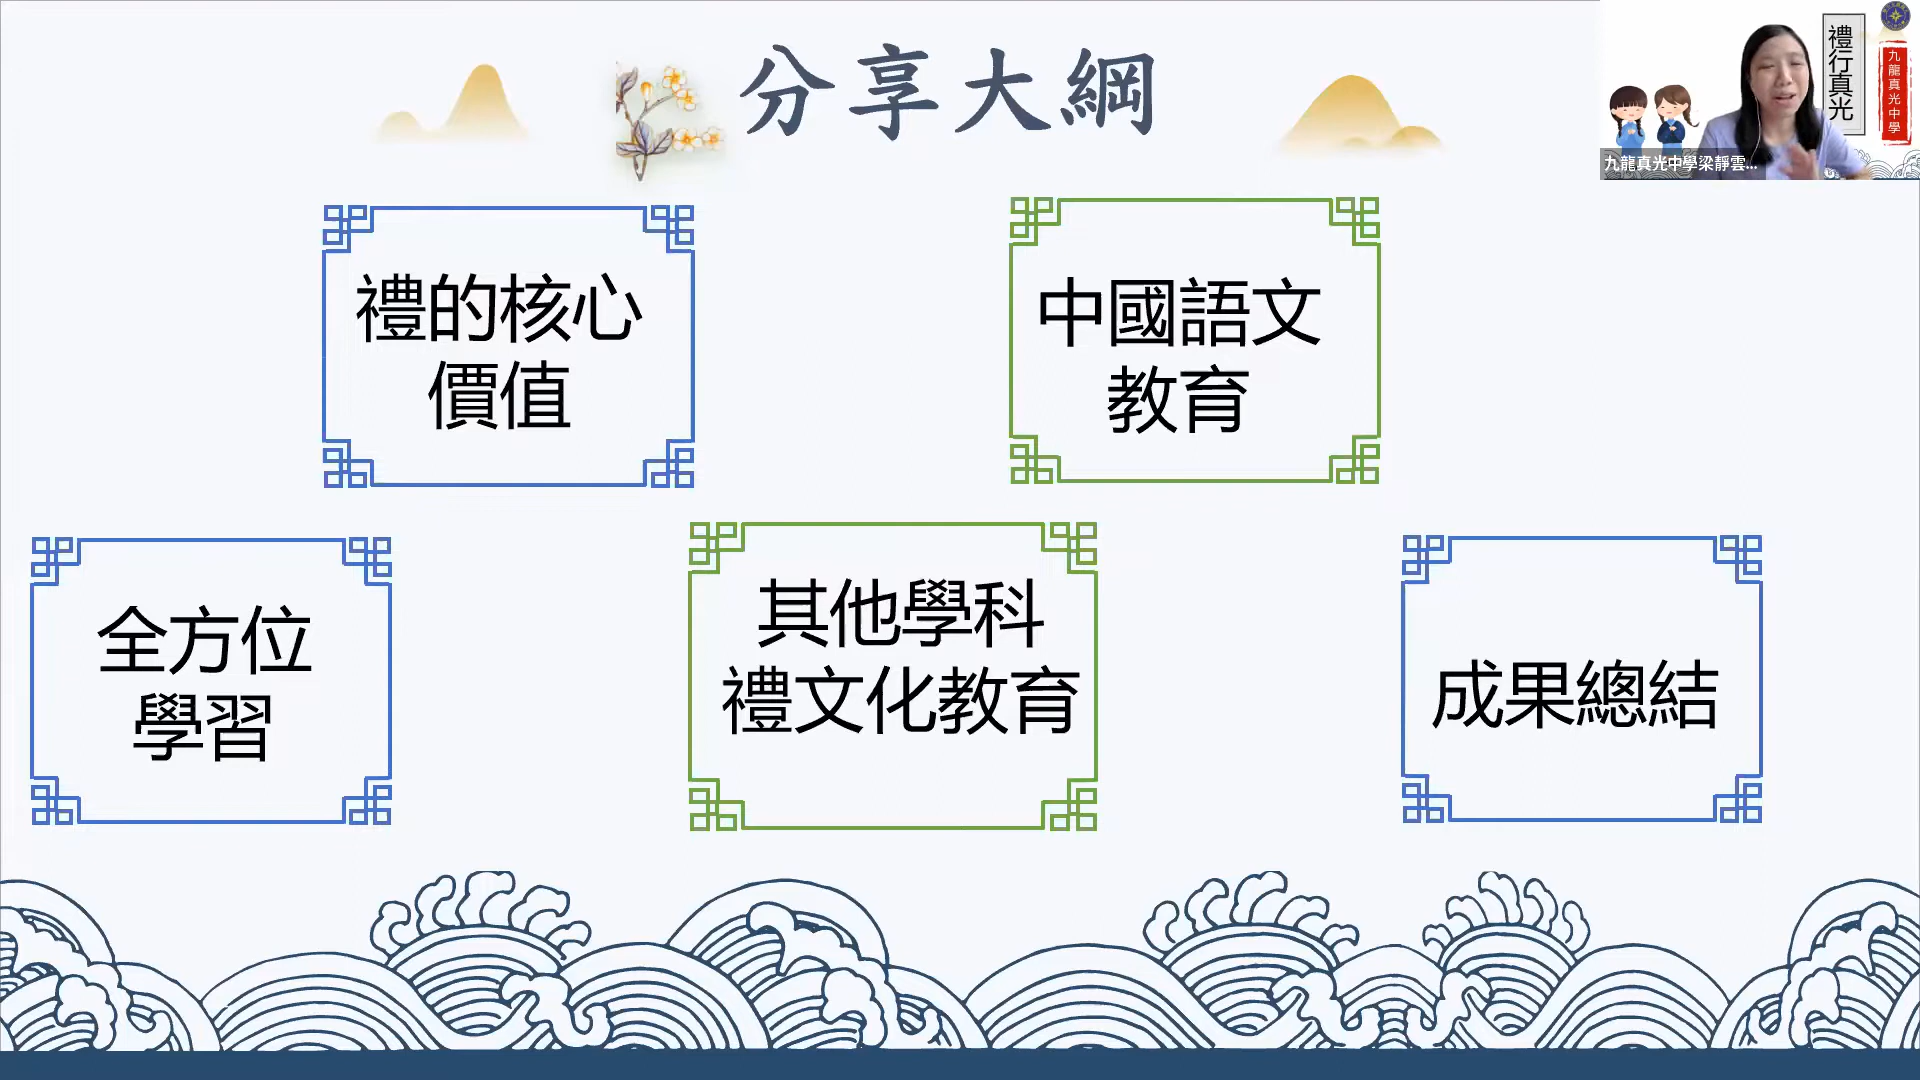 分享大綱
禮的核心
價值
中國語文
教育
全方位
學習
其他學科
禮文化教育
成果總結
禮行真光
九龍真光中學
九龍真光中學梁靜雲...